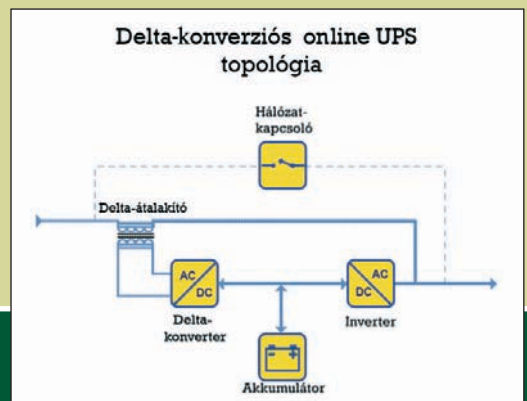 Delta-konverziós online UPS
topológia
Hálózat-
kapcsoló
Delta-átalakító
AC
DC
Delta-
konverter
AC
DC
Inverter
Akkumulátor